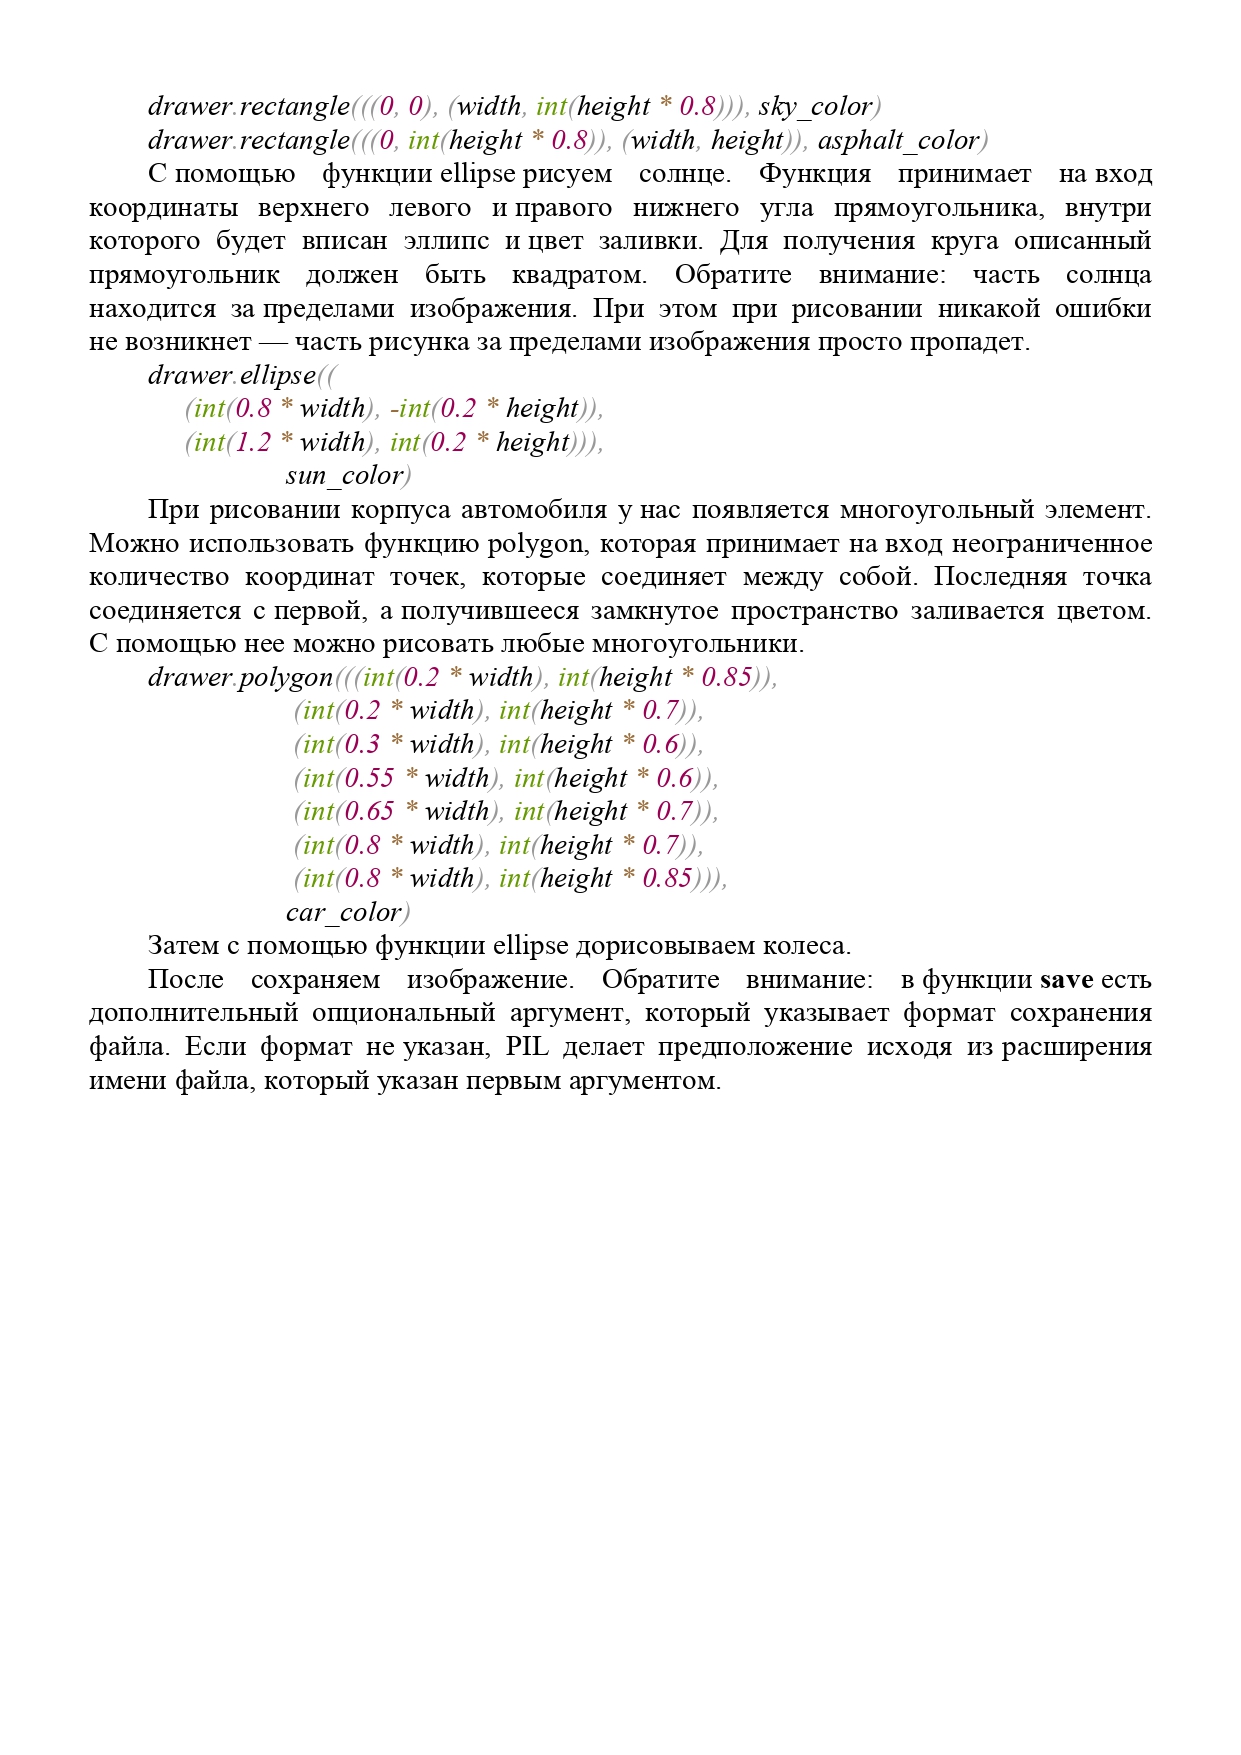 drawer.rectangle(((0, 0), (width, int(height * 0.8))), sky_color)
drawer.rectangle(((0, int(height * 0.8)), (width, height)), asphalt_color)
С помощью функции ellipse рисуем солнце. Функция принимает на вход
координаты верхнего левого и правого нижнего угла прямоугольника, внутри
которого будет вписан эллипс и цвет заливки. Для получения круга описанный
прямоугольник должен быть квадратом. Обратите внимание: часть солнца
находится за пределами изображения. При этом при рисовании никакой ошибки
не возникнет — часть рисунка за пределами изображения просто пропадет.
drawer.ellipse((
(int(0.8 * width), -int(0.2 * height)),
(int(1.2 * width), int(0.2 * height))),
sun_color)
При рисовании корпуса автомобиля у нас появляется многоугольный элемент.
Можно использовать функцию polygon, которая принимает на вход неограниченное
количество координат точек, которые соединяет между собой. Последняя точка
соединяется с первой, а получившееся замкнутое пространство заливается цветом.
С помощью нее можно рисовать любые многоугольники.
drawer.polygon(((int(0.2 * width), int(height * 0.85)),
(int(0.2 * width), int(height * 0.7)),
(int(0.3 * width), int(height * 0.6)),
(int(0.55 * width), int(height * 0.6)),
(int(0.65 * width), int(height * 0.7)),
(int(0.8 * width), int(height * 0.7)),
(int(0.8 * width), int(height * 0.85))),
car_color)
Затем с помощью функции ellipse дорисовываем колеса.
После сохраняем изображение. Обратите внимание: в функции save есть
дополнительный опциональный аргумент, который указывает формат сохранения
файла. Если формат не указан, PIL делает предположение исходя из расширения
имени файла, который указан первым аргументом.